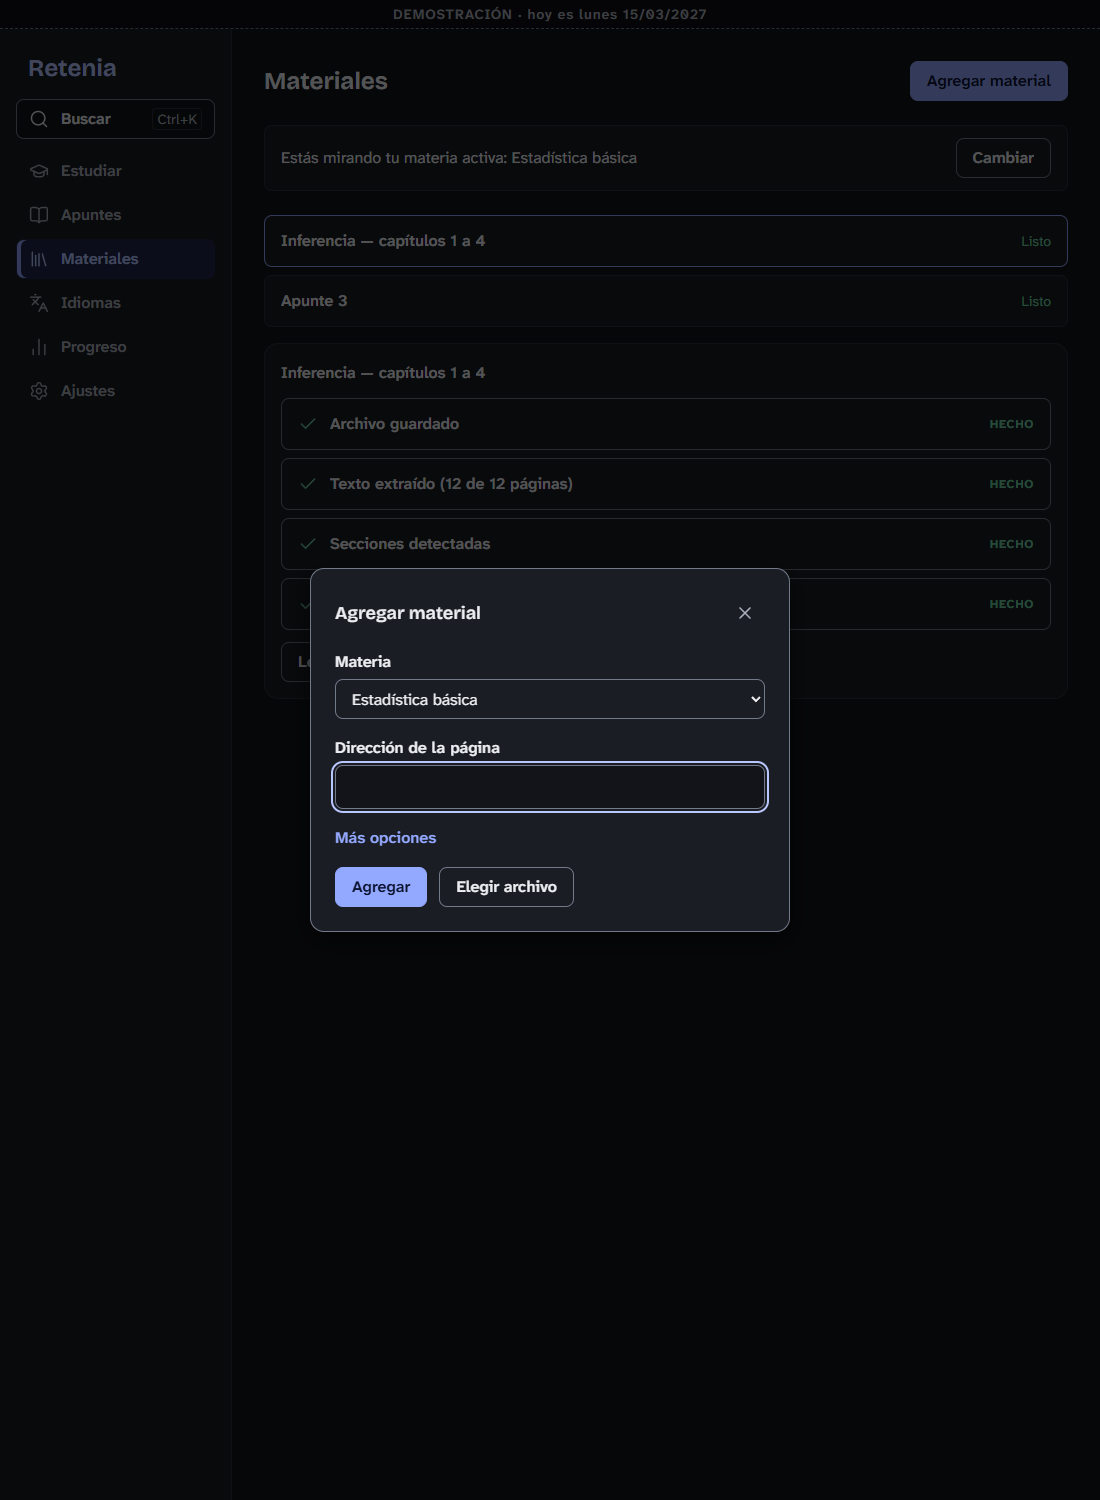 DEMOSTRACIÓN · hoy es lunes 15/03/2027
Retenia
Buscar Ctrl+K
Estudiar
Apuntes
Materiales
Idiomas
Progreso
Ajustes
Materiales
Agregar material
Estás mirando tu materia activa: Estadística básica
Cambiar
Inferencia — capítulos 1 a 4
Listo
Apunte 3
Listo
Inferencia — capítulos 1 a 4
Archivo guardado
HECHO
Texto extraído (12 de 12 páginas)
HECHO
Secciones detectadas
HECHO
HECHO
Agregar material
Materia
Estadística básica
Dirección de la página
Más opciones
Agregar
Elegir archivo